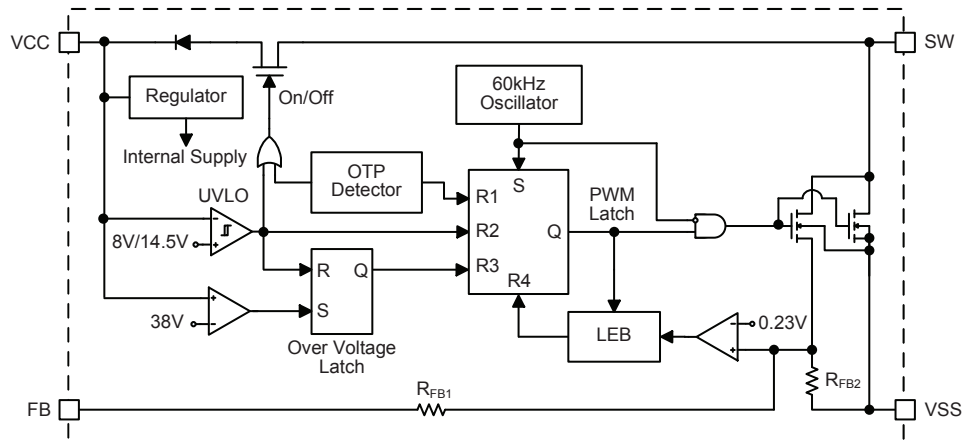 VCC
SW
60kHz
Oscillator
Regulator
On/Off
Internal Supply
OTP
Detector
S
R1
PWM
Latch
UVLO
R2
Q
8V/14.5V
R
Q
R3
R4
S
38V
0.23V
LEB
Over Voltage
Latch
RFB1
RFB2
FB
VSS